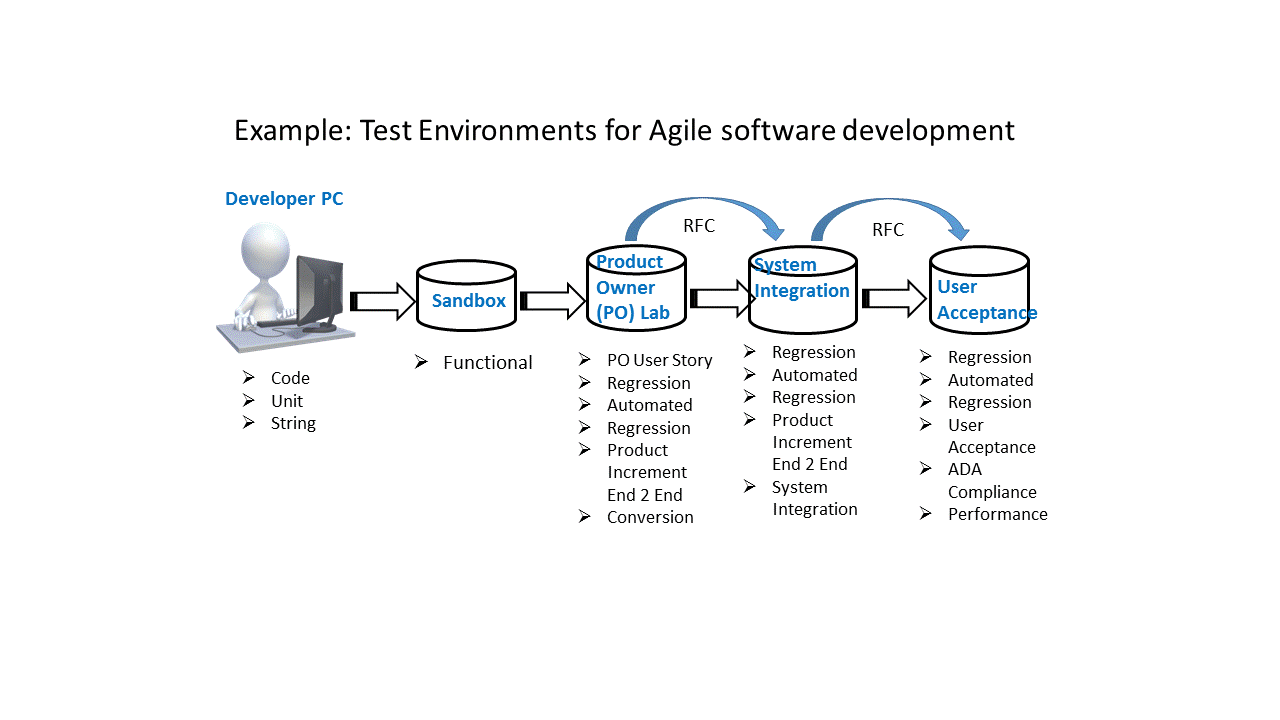 Example: Test Environments for Agile software development
Developer PC
Code
Unit
String
Sandbox
Functional
RFC
Product
Owner
(PO) Lab
PO User Story
Regression
Automated
Regression
Product
Increment
End 2 End
Conversion
RFC
System
Integration
Regression
Automated
Regression
Product
Increment
End 2 End
System
Integration
User
Acceptance
Regression
Automated
Regression
User
Acceptance
ADA
Compliance
Performance